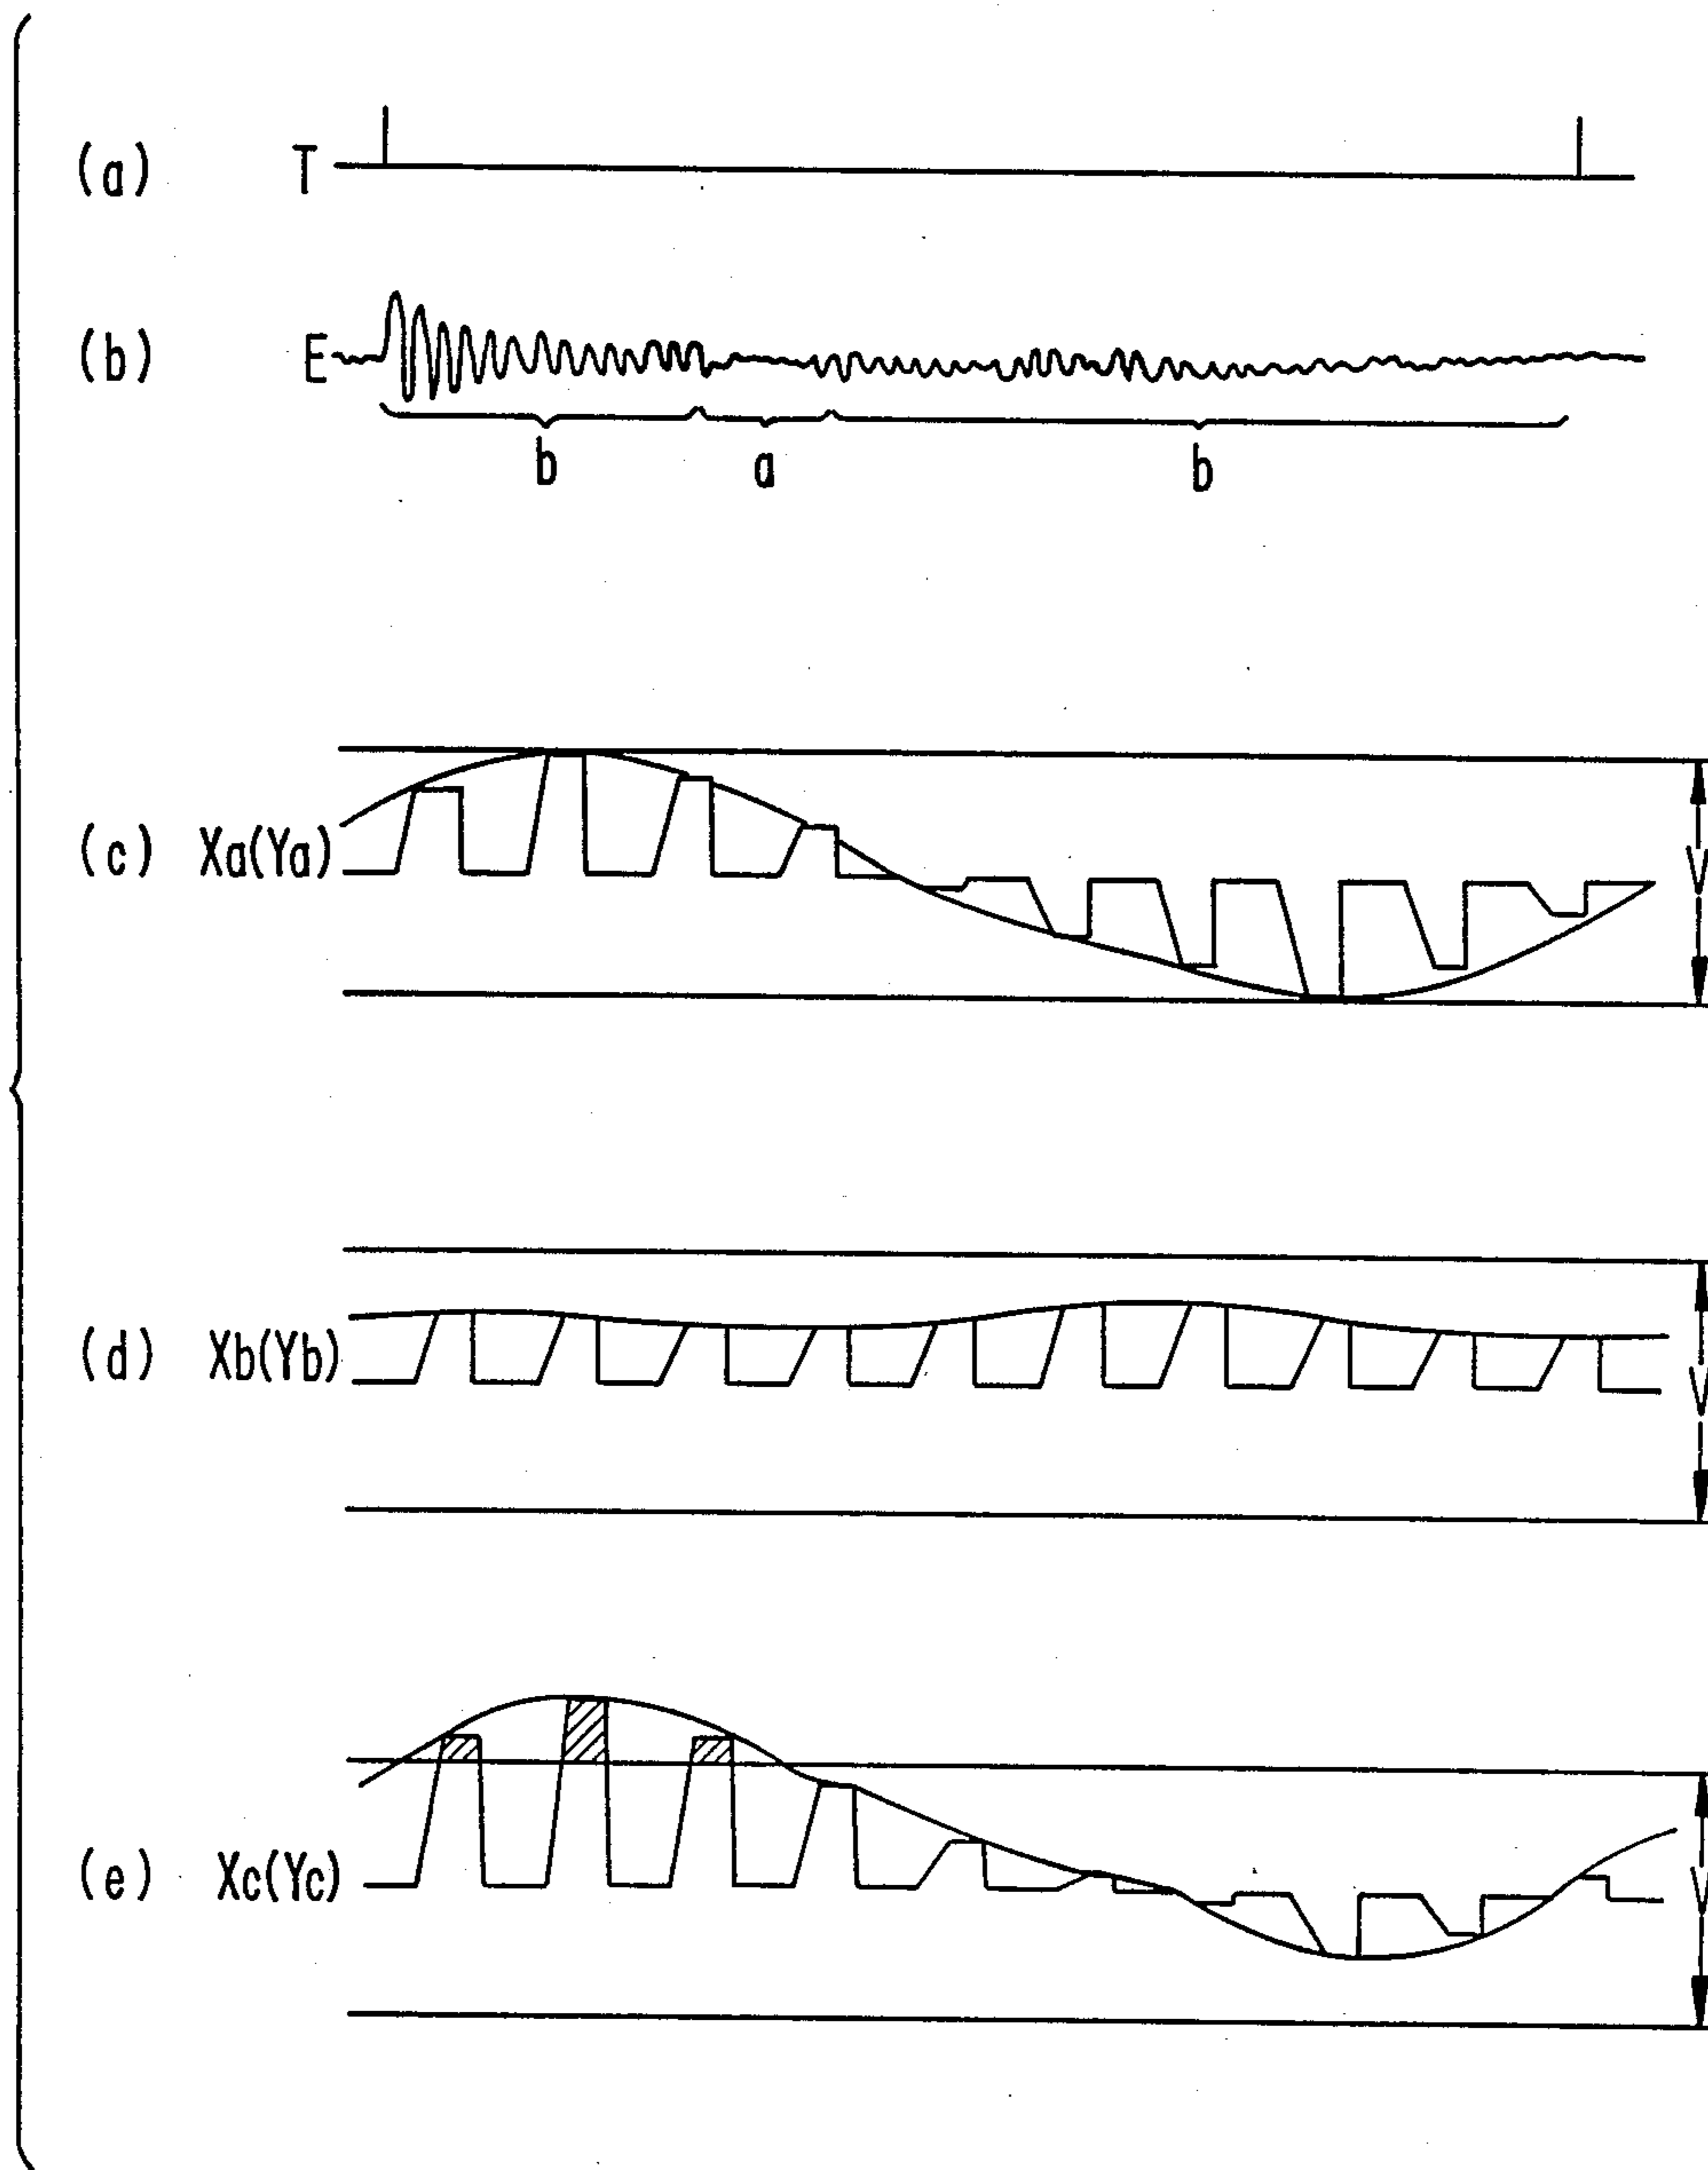 (a) T
(b) E
b a b
(c) Xa(Ya) V
(d) Xb(Yb) V
(e) Xc(Yc) V